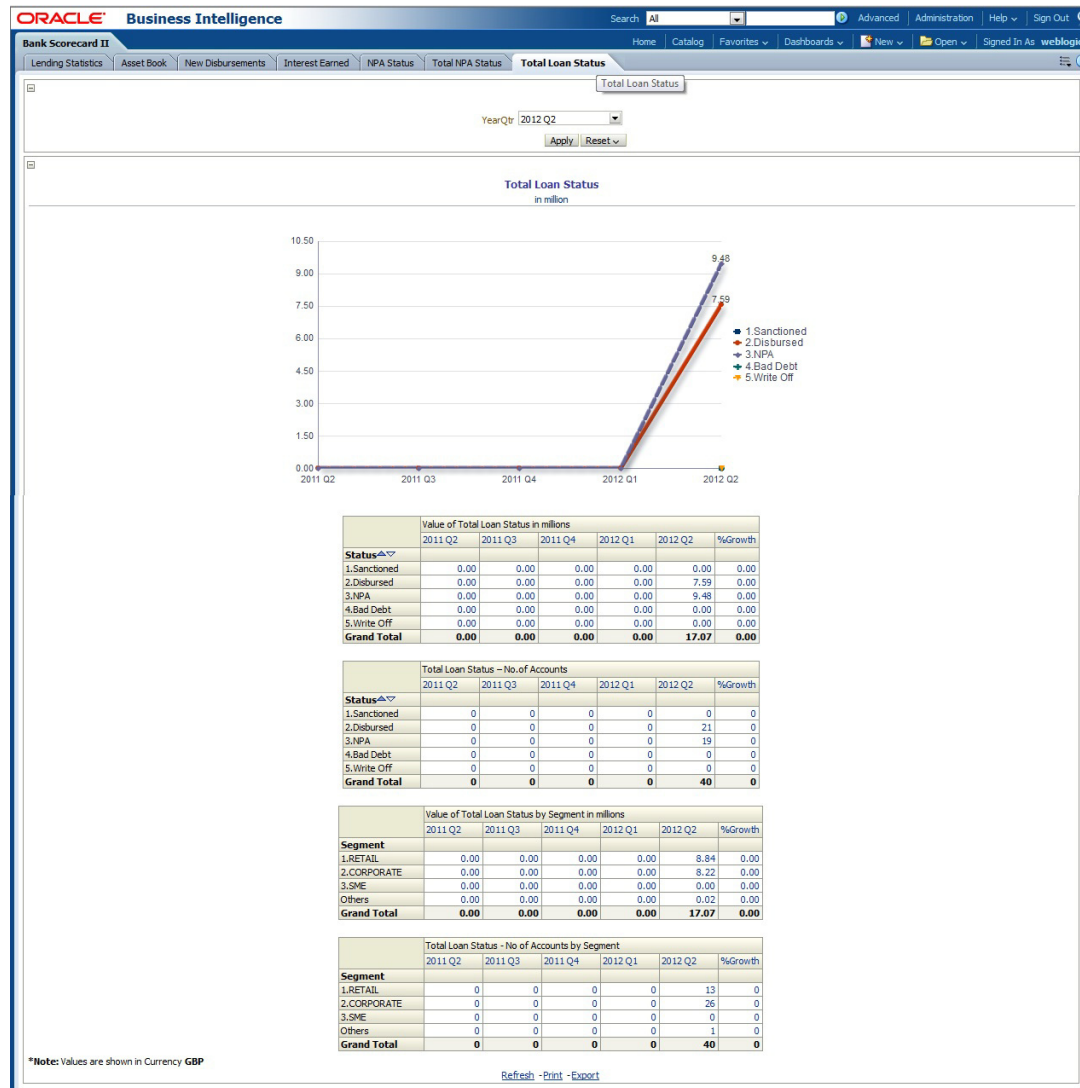 ORACLE Business Intelligence Search All Advanced Administration Help Sign Out
Bank Scorecard II Home Catalog Favorites Dashboards New Open Signed In As weblogic
Lending Statistics Asset Book New Disbursements Interest Earned NPA Status Total NPA Status Total Loan Status
Total Loan Status
YearQtr 2012 Q2
Apply Reset
Total Loan Status
in million
10.50
9.48
9.00
7.50
7.59
6.00
1.Sanctioned
2.Disbursed
3.NPA
4.Bad Debt
5.Write Off
4.50
3.00
1.50
0.00
2011 Q2 2011 Q3 2011 Q4 2012 Q1 2012 Q2
Value of Total Loan Status in millions
2011 Q2 2011 Q3 2011 Q4 2012 Q1 2012 Q2 %Growth
Status
1.Sanctioned 0.00 0.00 0.00 0.00 0.00 0.00
2.Disbursed 0.00 0.00 0.00 0.00 7.59 0.00
3.NPA 0.00 0.00 0.00 0.00 9.48 0.00
4.Bad Debt 0.00 0.00 0.00 0.00 0.00 0.00
5.Write Off 0.00 0.00 0.00 0.00 0.00 0.00
Grand Total 0.00 0.00 0.00 0.00 17.07 0.00
Total Loan Status – No.of Accounts
2011 Q2 2011 Q3 2011 Q4 2012 Q1 2012 Q2 %Growth
Status
1.Sanctioned 0 0 0 0 0 0
2.Disbursed 0 0 0 0 21 0
3.NPA 0 0 0 0 19 0
4.Bad Debt 0 0 0 0 0 0
5.Write Off 0 0 0 0 0 0
Grand Total 0 0 0 0 40 0
Value of Total Loan Status by Segment in millions
2011 Q2 2011 Q3 2011 Q4 2012 Q1 2012 Q2 %Growth
Segment
1.RETAIL 0.00 0.00 0.00 0.00 8.84 0.00
2.CORPORATE 0.00 0.00 0.00 0.00 8.22 0.00
3.SME 0.00 0.00 0.00 0.00 0.00 0.00
Others 0.00 0.00 0.00 0.00 0.02 0.00
Grand Total 0.00 0.00 0.00 0.00 17.07 0.00
Total Loan Status - No of Accounts by Segment
2011 Q2 2011 Q3 2011 Q4 2012 Q1 2012 Q2 %Growth
Segment
1.RETAIL 0 0 0 0 13 0
2.CORPORATE 0 0 0 0 26 0
3.SME 0 0 0 0 0 0
Others 0 0 0 0 1 0
Grand Total 0 0 0 0 40 0
*Note: Values are shown in Currency GBP
Refresh - Print - Export